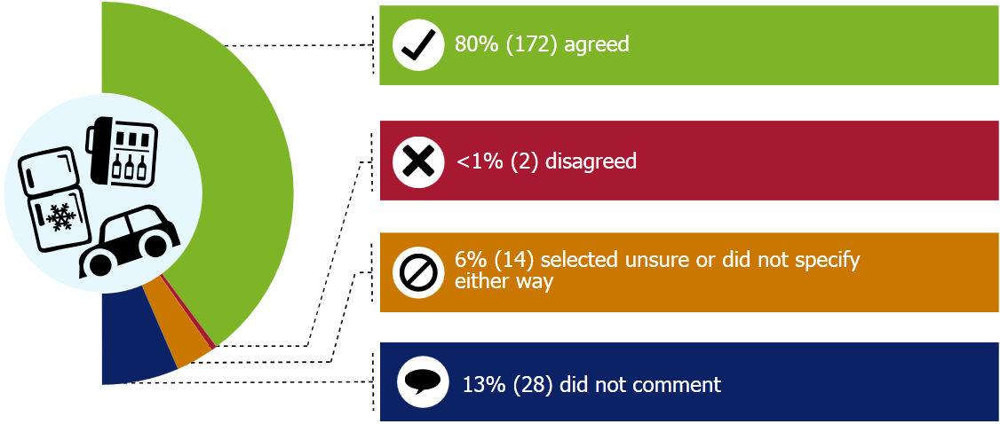 80% (172) agreed
<1% (2) disagreed
6% (14) selected unsure or did not specify
either way
13% (28) did not comment